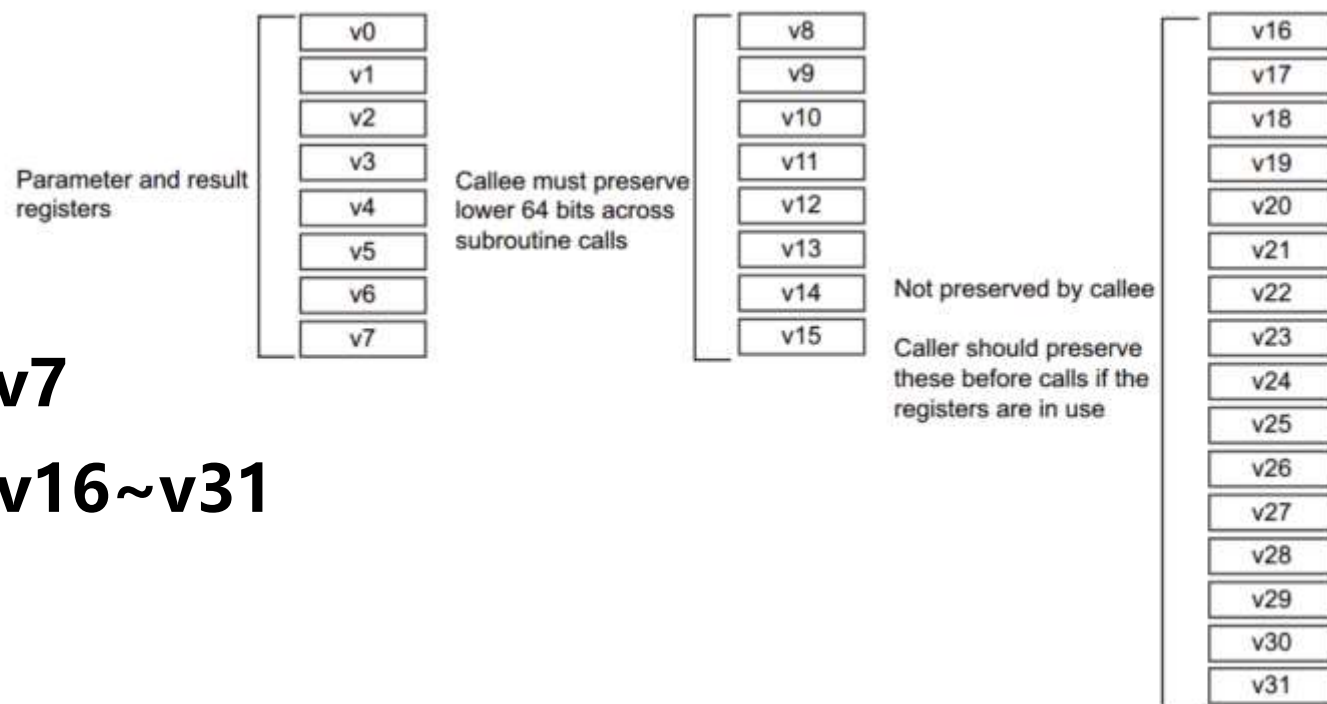 Parameter and result
registers
v0
v1
v2
v3
v4
v5
v6
v7
Callee must preserve
lower 64 bits across
subroutine calls
v8
v9
v10
v11
v12
v13
v14
v15
Not preserved by callee
Caller should preserve
these before calls if the
registers are in use
v16
v17
v18
v19
v20
v21
v22
v23
v24
v25
v26
v27
v28
v29
v30
v31
v7
v16~v31